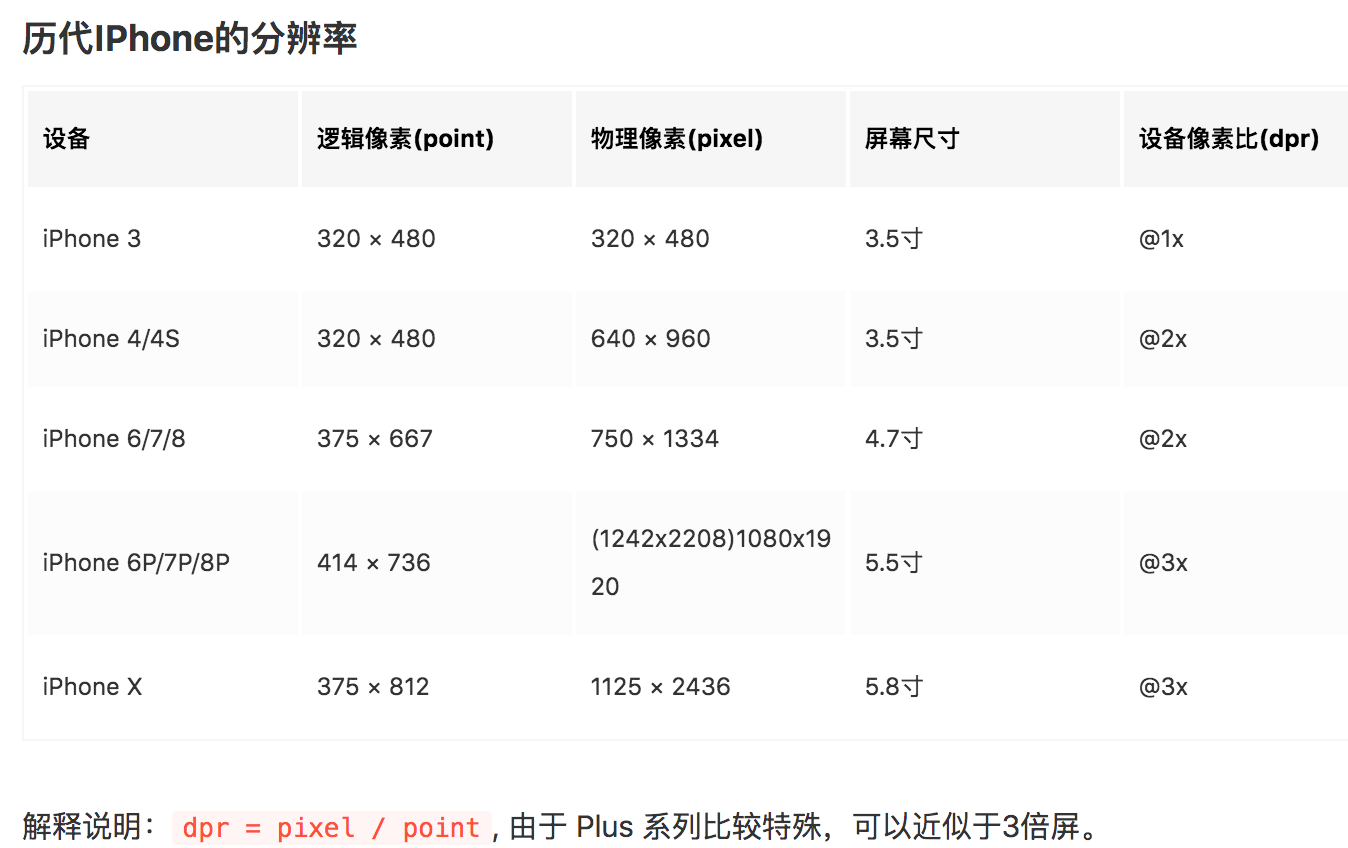 历代IPhone的分辨率
设备 逻辑像素(point) 物理像素(pixel) 屏幕尺寸 设备像素比(dpr)
iPhone 3 320 × 480 320 × 480 3.5寸 @1x
iPhone 4/4S 320 × 480 640 × 960 3.5寸 @2x
iPhone 6/7/8 375 × 667 750 × 1334 4.7寸 @2x
iPhone 6P/7P/8P 414 × 736 (1242x2208)1080x19
20 5.5寸 @3x
iPhone X 375 × 812 1125 × 2436 5.8寸 @3x
解释说明： dpr = pixel / point , 由于 Plus 系列比较特殊，可以近似于3倍屏。